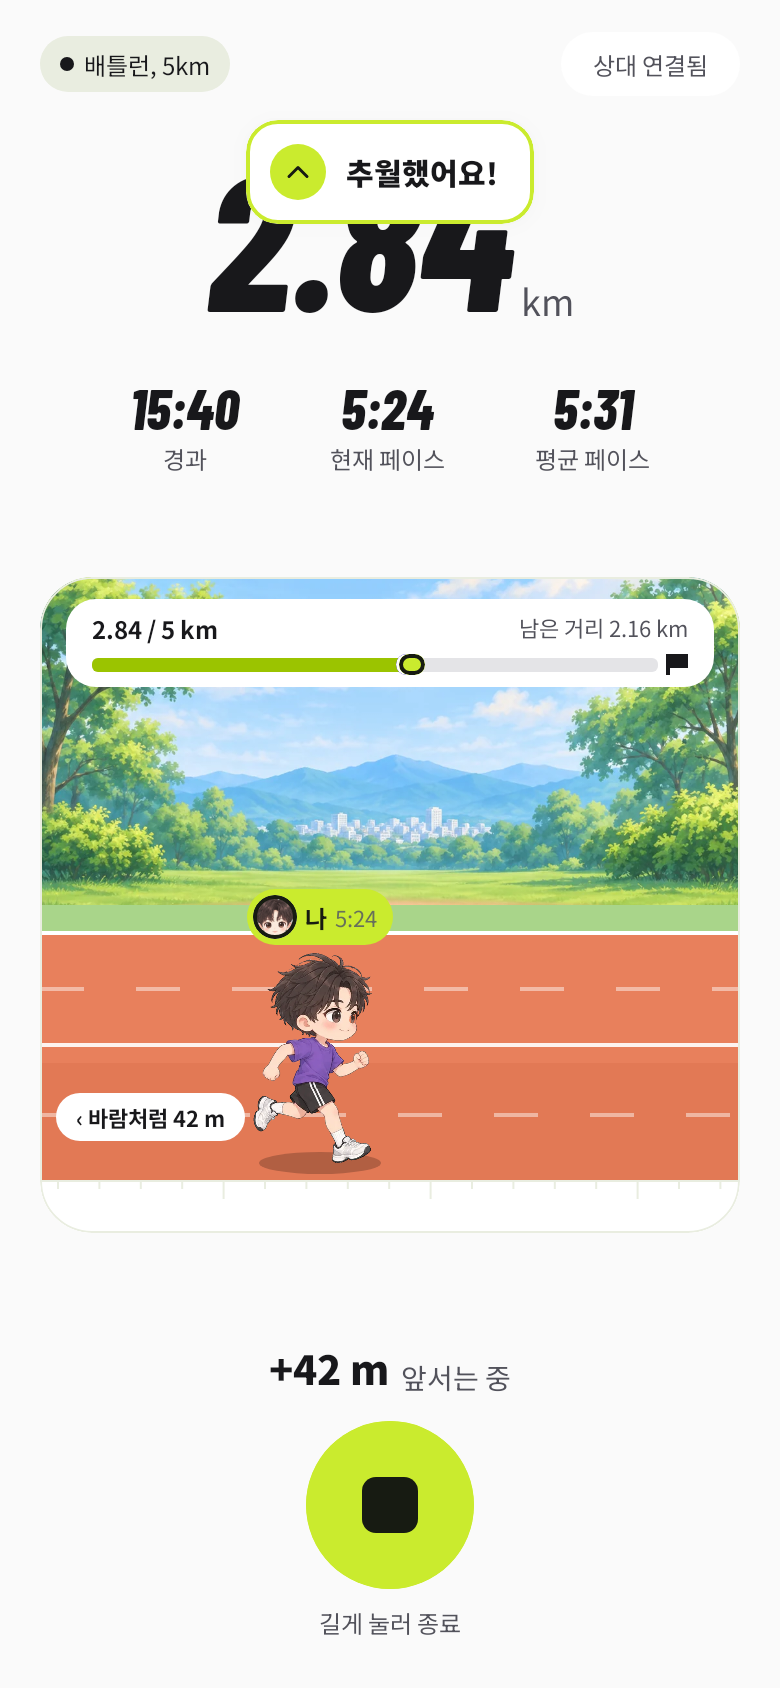 배틀런, 5km
상대 연결됨
추월했어요!
2.84 km
15:40 5:24 5:31
경과 현재 페이스 평균 페이스
2.84 / 5 km 남은 거리 2.16 km
나 5:24
‹ 바람처럼 42 m
+42 m 앞서는 중
길게 눌러 종료